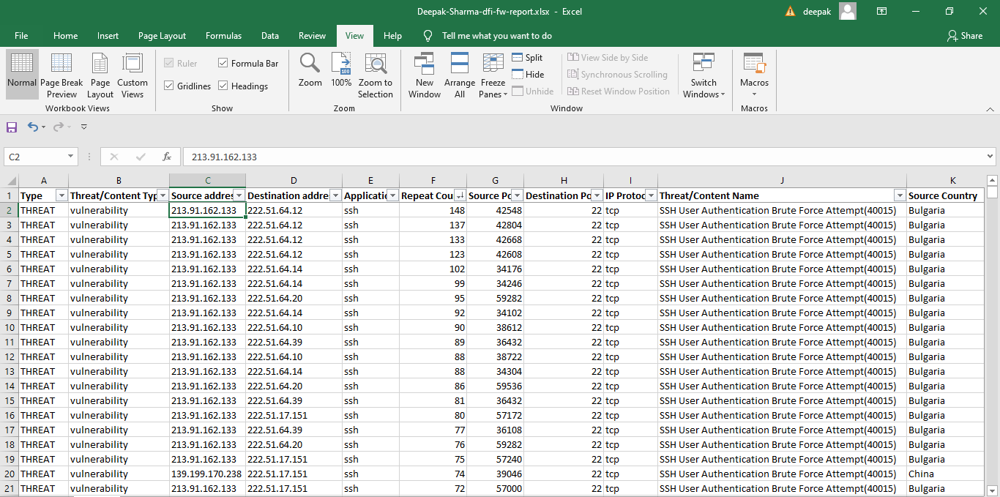 Deepak-Sharma-dfi-fw-report.xlsx - Excel
deepak
File Home Insert Page Layout Formulas Data Review View Help Tell me what you want to do Share
Normal Page Break Preview Page Layout Custom Views
Workbook Views
Ruler Formula Bar
Gridlines Headings
Show
Zoom 100% Zoom to Selection
Zoom
New Window Arrange All Freeze Panes
Split
Hide
Unhide
View Side by Side
Synchronous Scrolling
Reset Window Position
Switch Windows
Window
Macros
Macros
C2 fx 213.91.162.133
A B C D E F G H I J K
1 Type Threat/Content Typ Source addres Destination addre Applicatio Repeat Cou Source Po Destination Po IP Protoc Threat/Content Name Source Country
2 THREAT vulnerability 213.91.162.133 222.51.64.12 ssh 148 42548 22 tcp SSH User Authentication Brute Force Attempt(40015) Bulgaria
3 THREAT vulnerability 213.91.162.133 222.51.64.12 ssh 137 42804 22 tcp SSH User Authentication Brute Force Attempt(40015) Bulgaria
4 THREAT vulnerability 213.91.162.133 222.51.64.12 ssh 133 42668 22 tcp SSH User Authentication Brute Force Attempt(40015) Bulgaria
5 THREAT vulnerability 213.91.162.133 222.51.64.12 ssh 123 42608 22 tcp SSH User Authentication Brute Force Attempt(40015) Bulgaria
6 THREAT vulnerability 213.91.162.133 222.51.64.14 ssh 102 34176 22 tcp SSH User Authentication Brute Force Attempt(40015) Bulgaria
7 THREAT vulnerability 213.91.162.133 222.51.64.14 ssh 99 34246 22 tcp SSH User Authentication Brute Force Attempt(40015) Bulgaria
8 THREAT vulnerability 213.91.162.133 222.51.64.20 ssh 95 59282 22 tcp SSH User Authentication Brute Force Attempt(40015) Bulgaria
9 THREAT vulnerability 213.91.162.133 222.51.64.14 ssh 92 34102 22 tcp SSH User Authentication Brute Force Attempt(40015) Bulgaria
10 THREAT vulnerability 213.91.162.133 222.51.64.10 ssh 90 38612 22 tcp SSH User Authentication Brute Force Attempt(40015) Bulgaria
11 THREAT vulnerability 213.91.162.133 222.51.64.39 ssh 89 36432 22 tcp SSH User Authentication Brute Force Attempt(40015) Bulgaria
12 THREAT vulnerability 213.91.162.133 222.51.64.10 ssh 88 38722 22 tcp SSH User Authentication Brute Force Attempt(40015) Bulgaria
13 THREAT vulnerability 213.91.162.133 222.51.64.14 ssh 88 34304 22 tcp SSH User Authentication Brute Force Attempt(40015) Bulgaria
14 THREAT vulnerability 213.91.162.133 222.51.64.20 ssh 86 59536 22 tcp SSH User Authentication Brute Force Attempt(40015) Bulgaria
15 THREAT vulnerability 213.91.162.133 222.51.64.39 ssh 81 36432 22 tcp SSH User Authentication Brute Force Attempt(40015) Bulgaria
16 THREAT vulnerability 213.91.162.133 222.51.17.151 ssh 80 57172 22 tcp SSH User Authentication Brute Force Attempt(40015) Bulgaria
17 THREAT vulnerability 213.91.162.133 222.51.64.39 ssh 77 36108 22 tcp SSH User Authentication Brute Force Attempt(40015) Bulgaria
18 THREAT vulnerability 213.91.162.133 222.51.64.20 ssh 76 59282 22 tcp SSH User Authentication Brute Force Attempt(40015) Bulgaria
19 THREAT vulnerability 213.91.162.133 222.51.17.151 ssh 75 57240 22 tcp SSH User Authentication Brute Force Attempt(40015) Bulgaria
20 THREAT vulnerability 139.199.170.238 222.51.17.151 ssh 74 39046 22 tcp SSH User Authentication Brute Force Attempt(40015) China
21 THREAT vulnerability 213.91.162.133 222.51.17.151 ssh 72 57000 22 tcp SSH User Authentication Brute Force Attempt(40015) Bulgaria